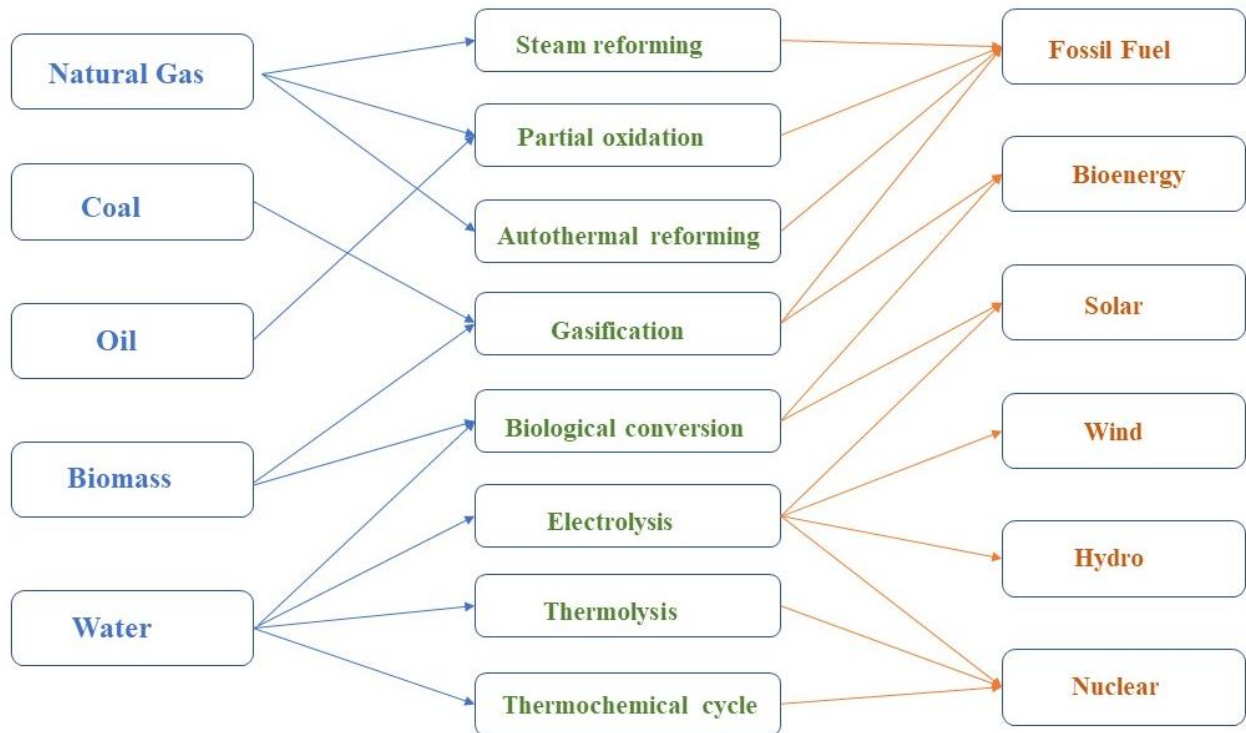 Natural Gas
Coal
Oil
Biomass
Water
Steam reforming
Partial oxidation
Autothermal reforming
Gasification
Biological conversion
Electrolysis
Thermolysis
Thermochemical cycle
Fossil Fuel
Bioenergy
Solar
Wind
Hydro
Nuclear